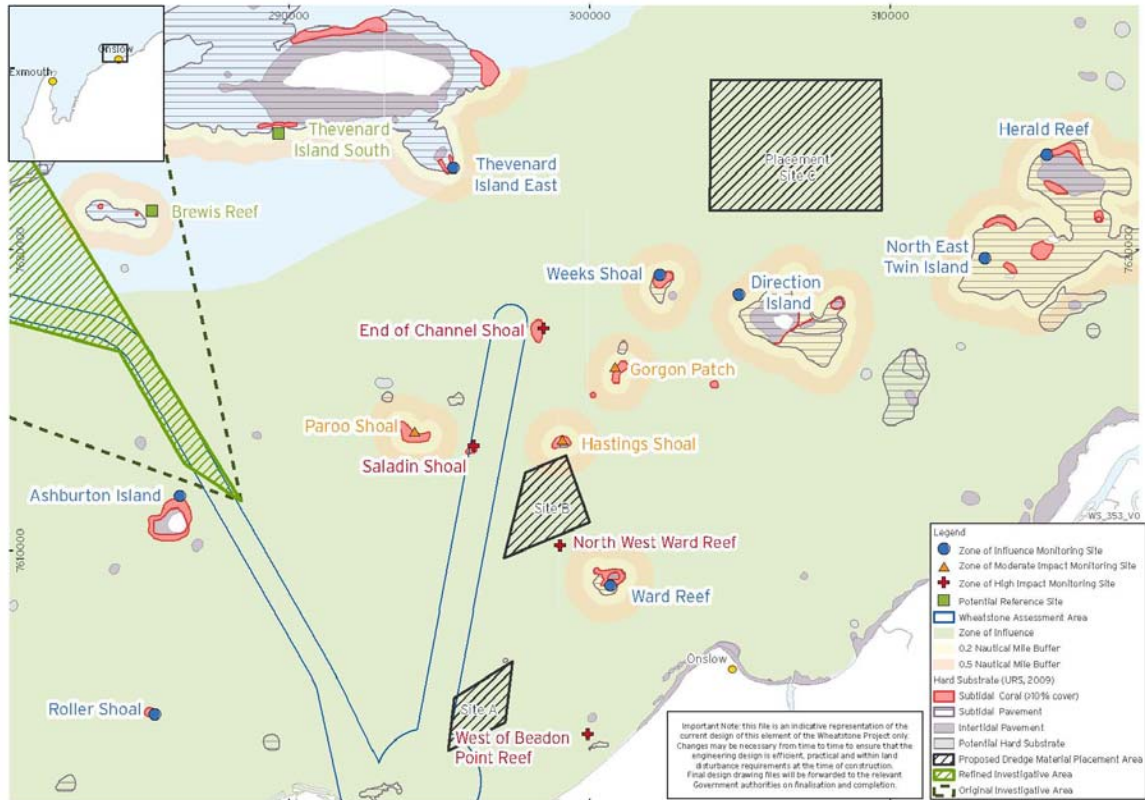 290000
300000
310000
Onslow
Exmouth
Thevenard
Island South
Thevenard
Island East
Placement
Site C
Herald Reef
Brewis Reef
7620000
7620000
Weeks Shoal
Direction
Island
North East
Twin Island
End of Channel Shoal
Gorgon Patch
Paroo Shoal
Hastings Shoal
Saladin Shoal
Ashburton Island
Site B
North West Ward Reef
7610000
Ward Reef
Onslow
Roller Shoal
Site A
West of Beadon
Point Reef
WS_353_V0
Legend
Zone of Influence Monitoring Site
Zone of Moderate Impact Monitoring Site
Zone of High Impact Monitoring Site
Potential Reference Site
Wheatstone Assessment Area
Zone of Influence
0.2 Nautical Mile Buffer
0.5 Nautical Mile Buffer
Hard Substrate (URS, 2009)
Subtidal Coral (>10% cover)
Subtidal Pavement
Intertidal Pavement
Potential Hard Substrate
Proposed Dredge Material Placement Area
Refined Investigative Area
Original Investigative Area
Important Note: this file is an indicative representation of the
current design of this element of the Wheatstone Project only.
Changes may be necessary from time to time to ensure that the
engineering design is efficient, practical and within land
disturbance requirements at the time of construction.
Final design drawing files will be forwarded to the relevant
Government authorities on finalisation and completion.